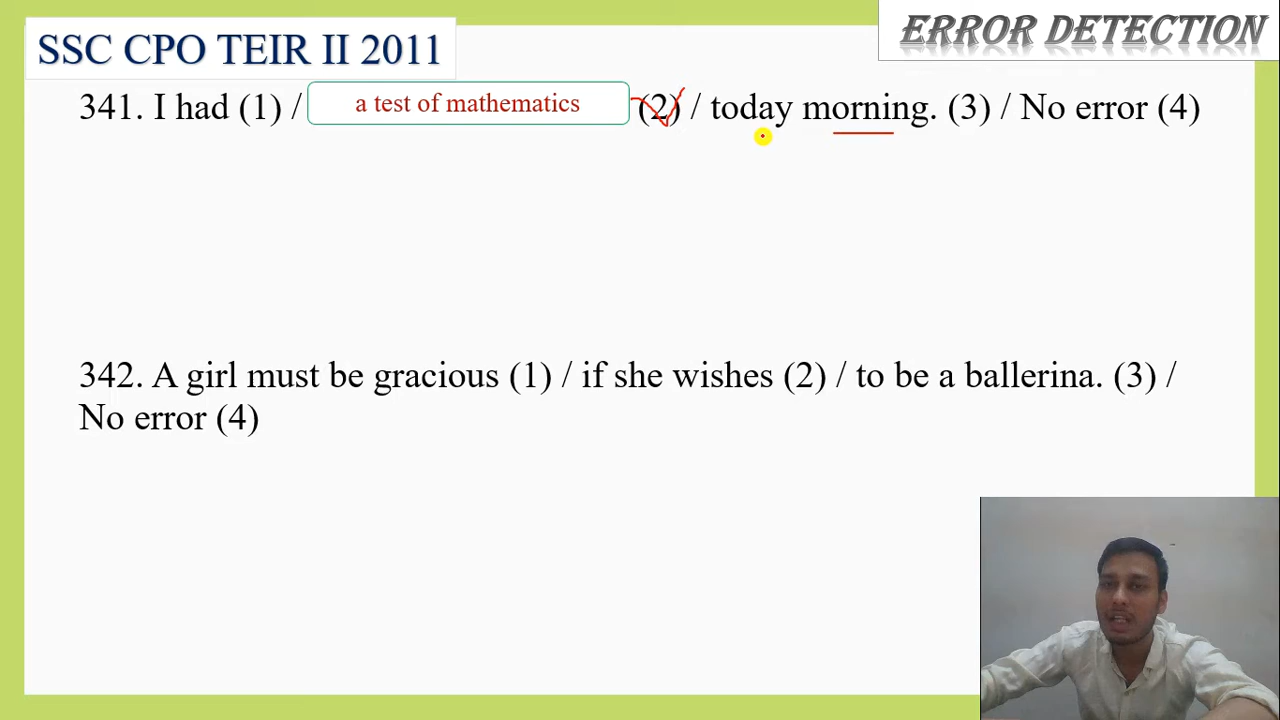 ERROR DETECTION
SSC CPO TEIR II 2011
341. I had (1) / a test of mathematics (2) / today morning. (3) / No error (4)
342. A girl must be gracious (1) / if she wishes (2) / to be a ballerina. (3) /
No error (4)